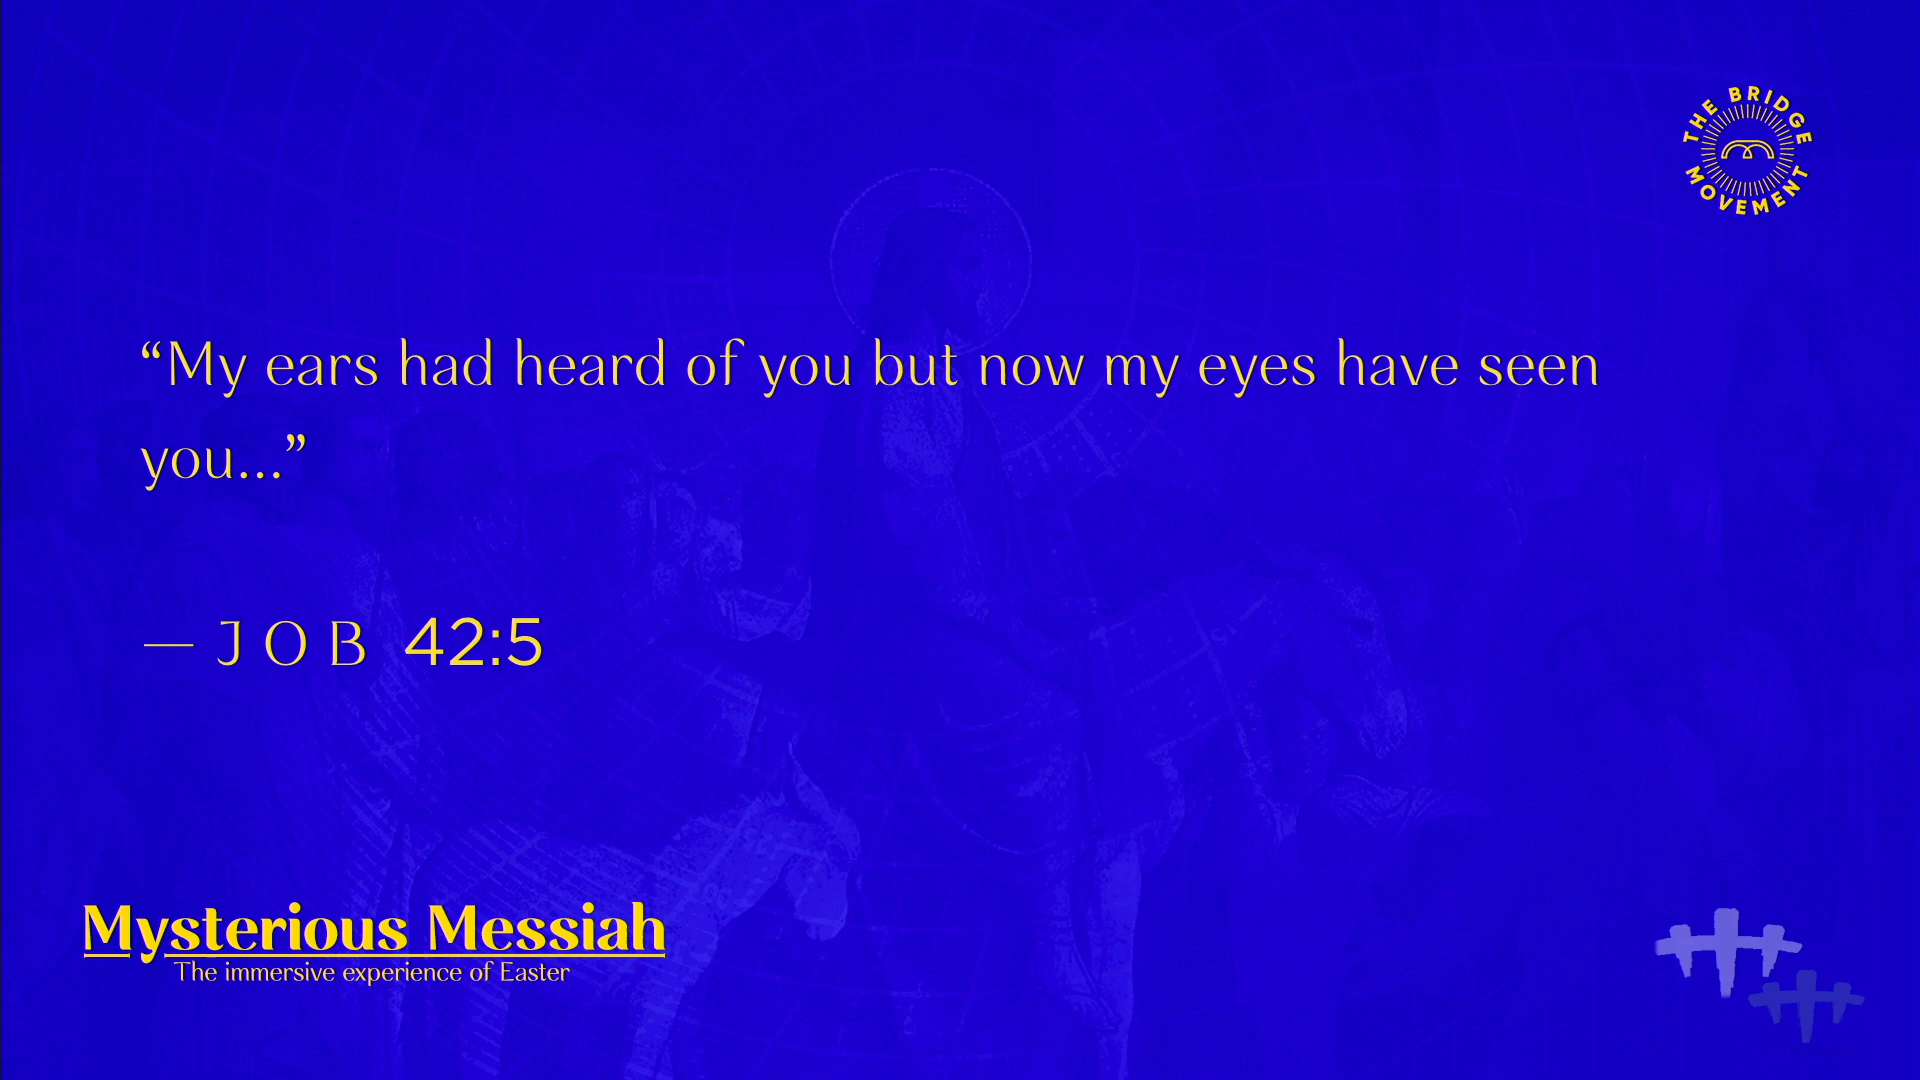 THE BRIDGE
MOVEMENT
“My ears had heard of you but now my eyes have seen
you...”
— JOB 42:5
Mysterious Messiah
The immersive experience of Easter